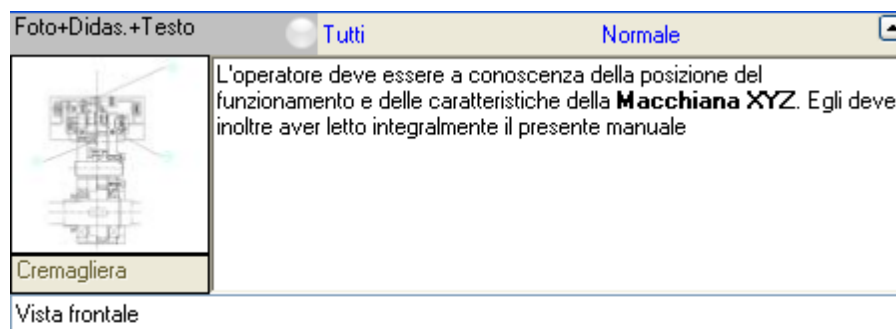 Foto+Didas.+Testo
Tutti
Normale
L'operatore deve essere a conoscenza della posizione del
funzionamento e delle caratteristiche della Macchiana XYZ. Egli deve
inoltre aver letto integralmente il presente manuale
Cremagliera
Vista frontale